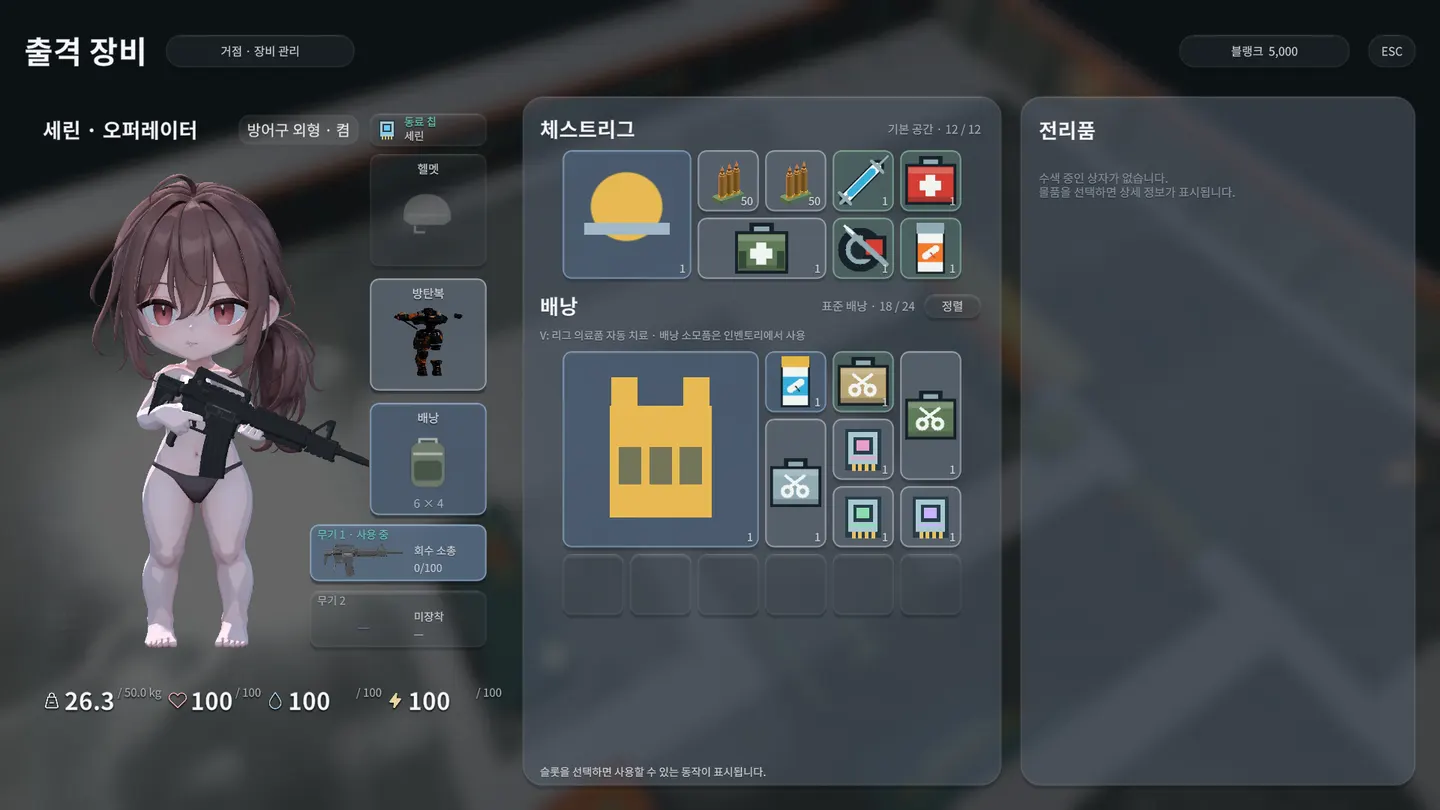 출격 장비
거점 · 장비 관리
블랭크 5,000
ESC
세린 · 오퍼레이터
방어구 외형 · 켬
동료 칩
세린
헬멧
방탄복
배낭
6 × 4
무기 1 · 사용 중
회수 소총
0/100
무기 2
미장착
—
—
26.3 / 50.0 kg
100 / 100
100 / 100
100 / 100
체스트리그
기본 공간 · 12 / 12
1
50
50
1
1
1
1
1
배낭
표준 배낭 · 18 / 24
정렬
V: 리그 의료품 자동 치료 · 배낭 소모품은 인벤토리에서 사용
1
1
1
1
1
1
1
1
슬롯을 선택하면 사용할 수 있는 동작이 표시됩니다.
전리품
수색 중인 상자가 없습니다.
물품을 선택하면 상세 정보가 표시됩니다.